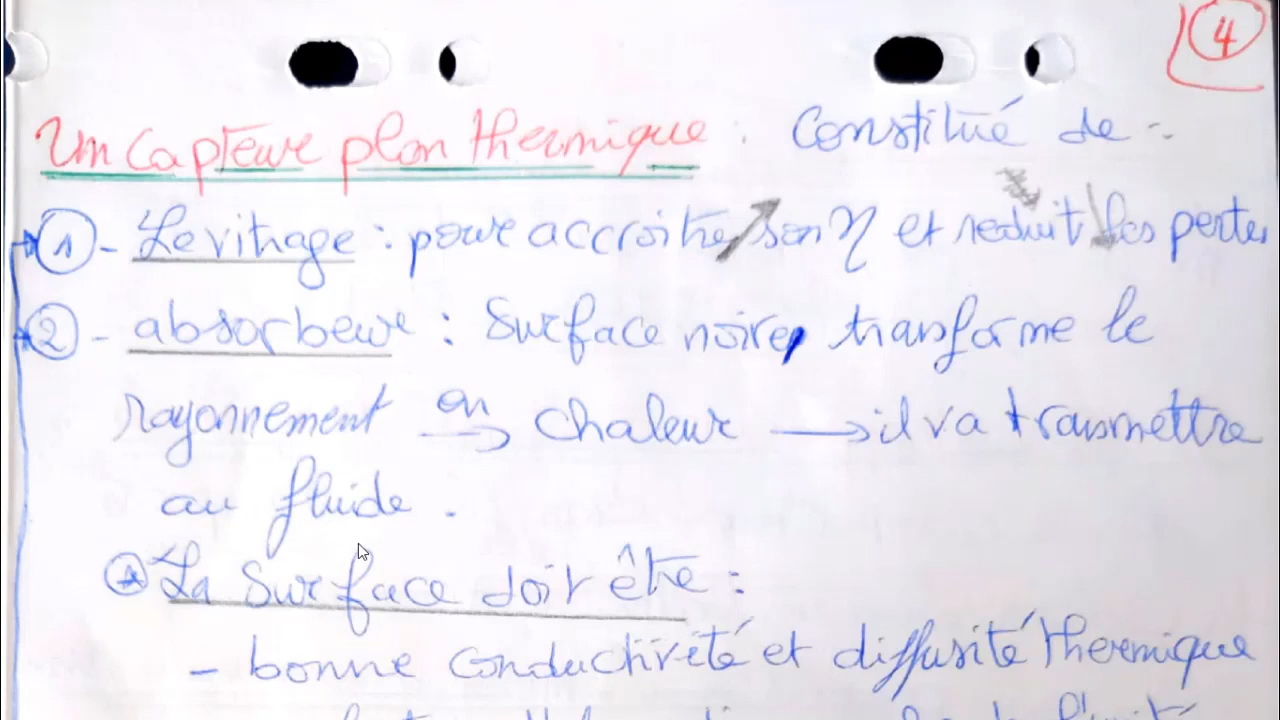 4
Un Capteur plan thermique : Constitué de :
1 - Le vitrage : pour accroitre son η et reduit les pertes
2 - absorbeur : surface noire, transforme le
rayonnement en → chaleur → il va transmettre
au fluide.
La surface doit être :
- bonne conductivité et diffusité thermique